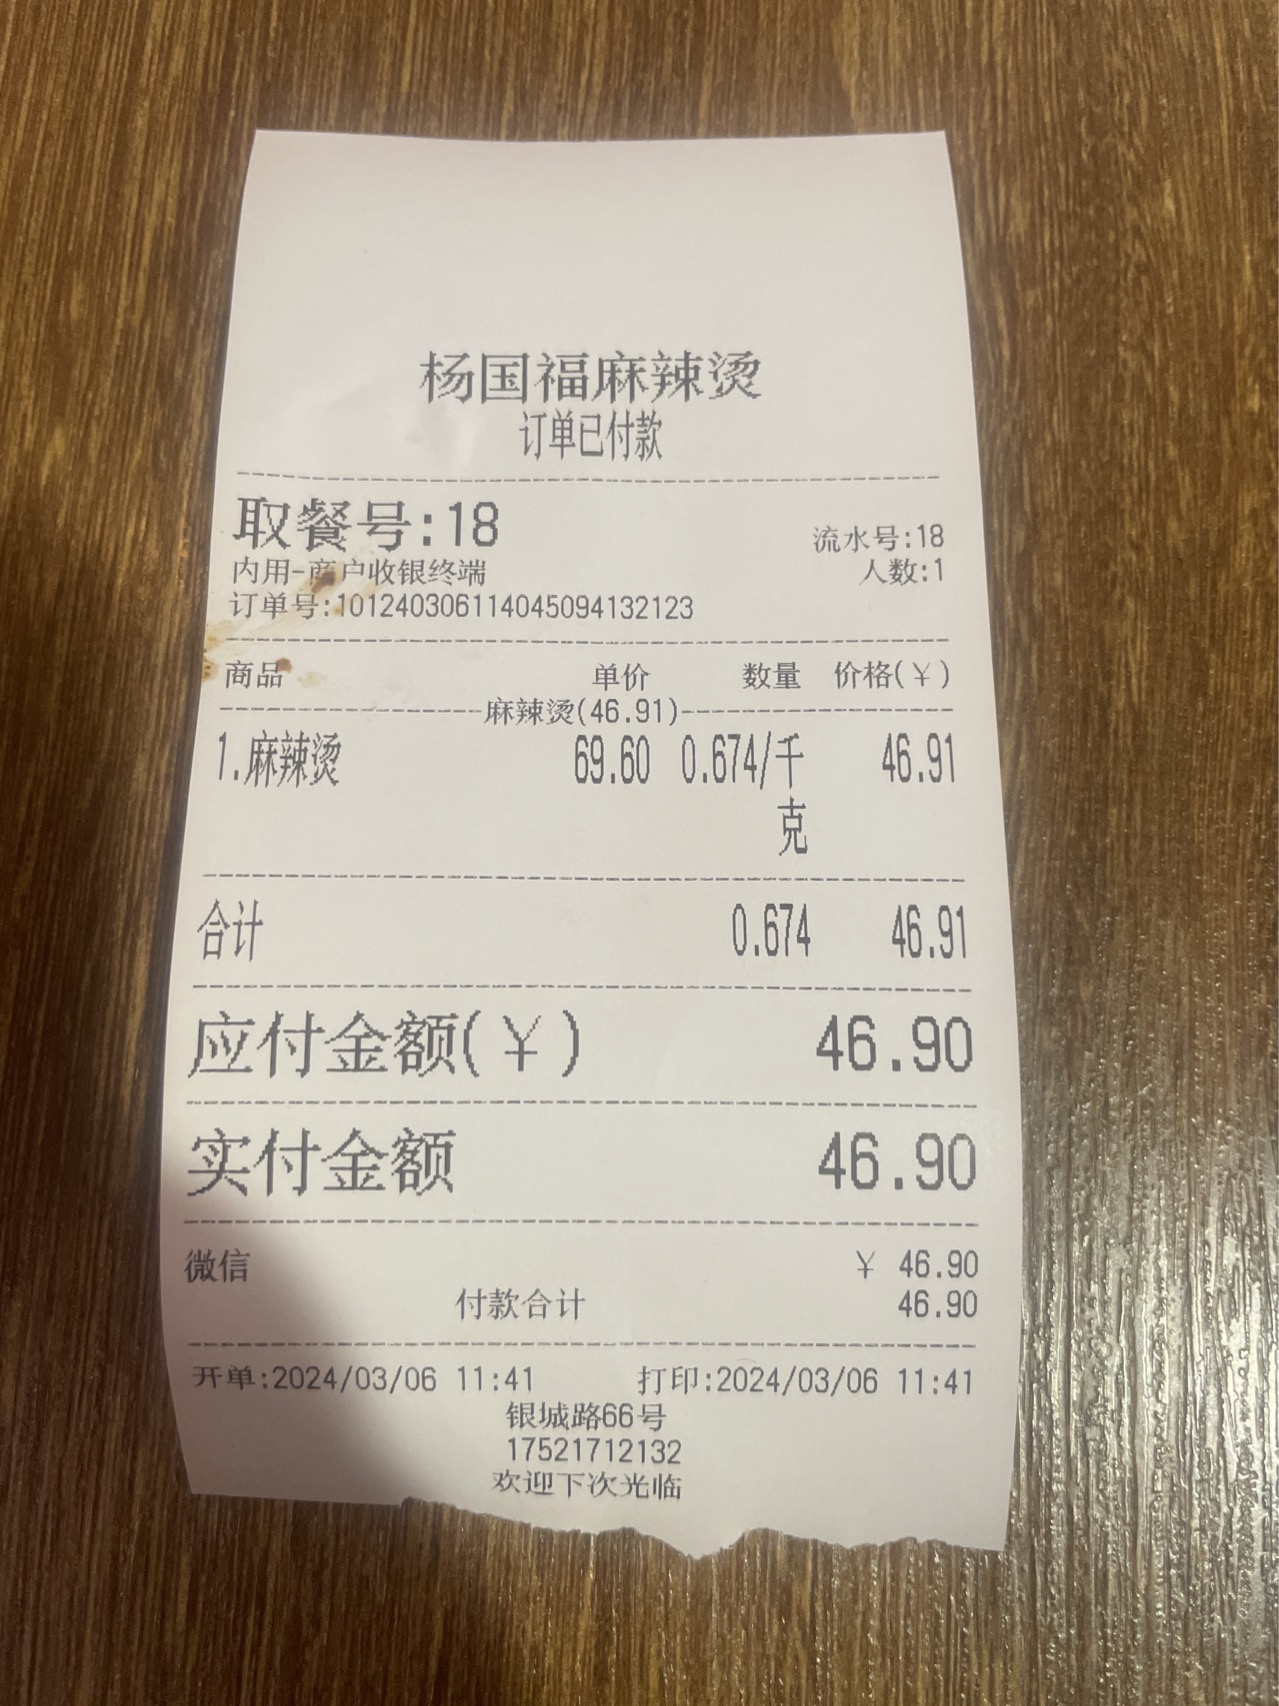 杨国福麻辣烫
订单已付款
取餐号:18
流水号:18
内用-商户收银终端 人数:1
订单号:101240306114045094132123
商品 单价 数量 价格(￥)
麻辣烫(46.91)
1.麻辣烫 69.60 0.674/千 46.91
克
合计 0.674 46.91
应付金额(￥) 46.90
实付金额 46.90
微信 ￥ 46.90
付款合计 46.90
开单:2024/03/06 11:41 打印:2024/03/06 11:41
银城路66号
17521712132
欢迎下次光临